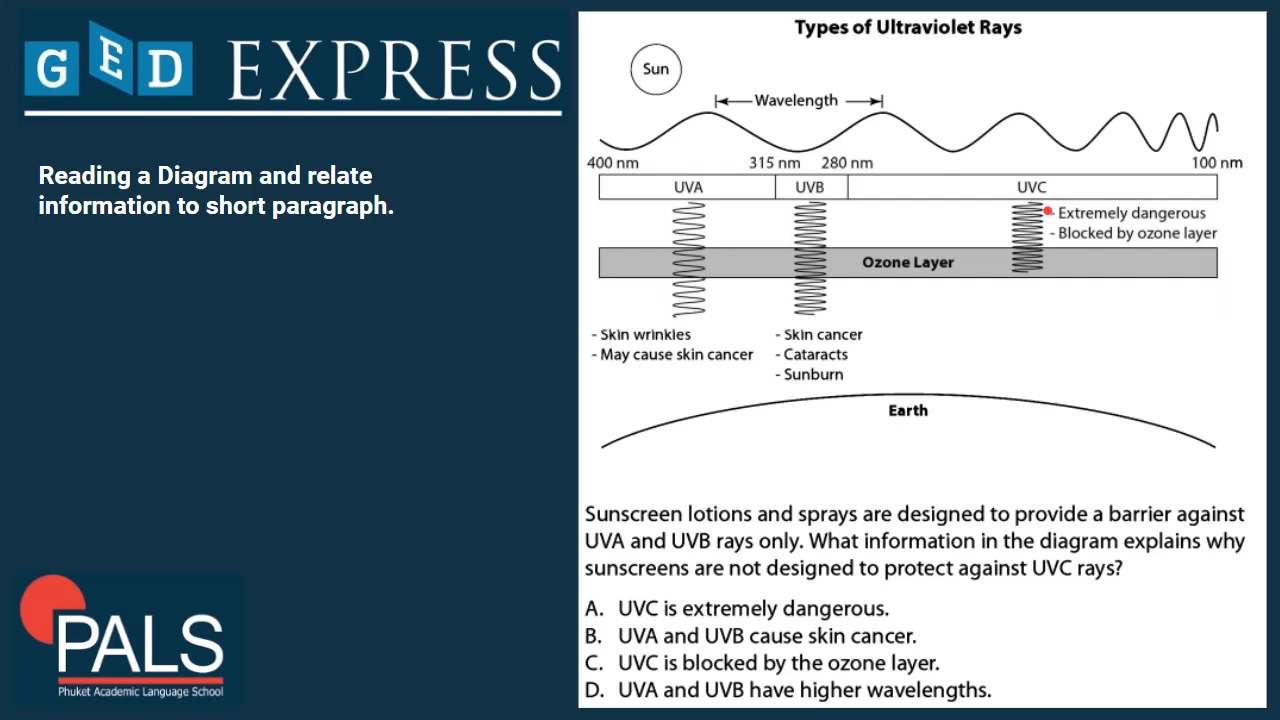 GED EXPRESS
Reading a Diagram and relate
information to short paragraph.
PALS
Phuket Academic Language School
Types of Ultraviolet Rays
Sun
Wavelength
400 nm 315 nm 280 nm 100 nm
UVA UVB UVC
- Extremely dangerous
- Blocked by ozone layer
Ozone Layer
- Skin wrinkles
- May cause skin cancer
- Skin cancer
- Cataracts
- Sunburn
Earth
Sunscreen lotions and sprays are designed to provide a barrier against
UVA and UVB rays only. What information in the diagram explains why
sunscreens are not designed to protect against UVC rays?
A. UVC is extremely dangerous.
B. UVA and UVB cause skin cancer.
C. UVC is blocked by the ozone layer.
D. UVA and UVB have higher wavelengths.